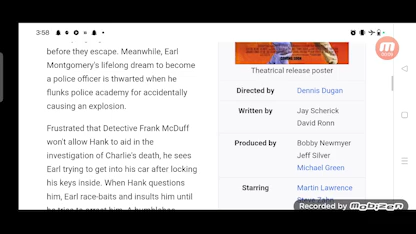 3:58
before they escape. Meanwhile, Earl
Montgomery's lifelong dream to become
a police officer is thwarted when he
flunks police academy for accidentally
causing an explosion.
Frustrated that Detective Frank McDuff
won't allow Hank to aid in the
investigation of Charlie's death, he sees
Earl trying to get into his car after locking
his keys inside. When Hank questions
him, Earl race-baits and insults him until
Theatrical release poster
Directed by Dennis Dugan
Written by Jay Scherick
David Ronn
Produced by Bobby Newmyer
Jeff Silver
Michael Green
Starring Martin Lawrence
Steve Zahn
Recorded by Mobizen